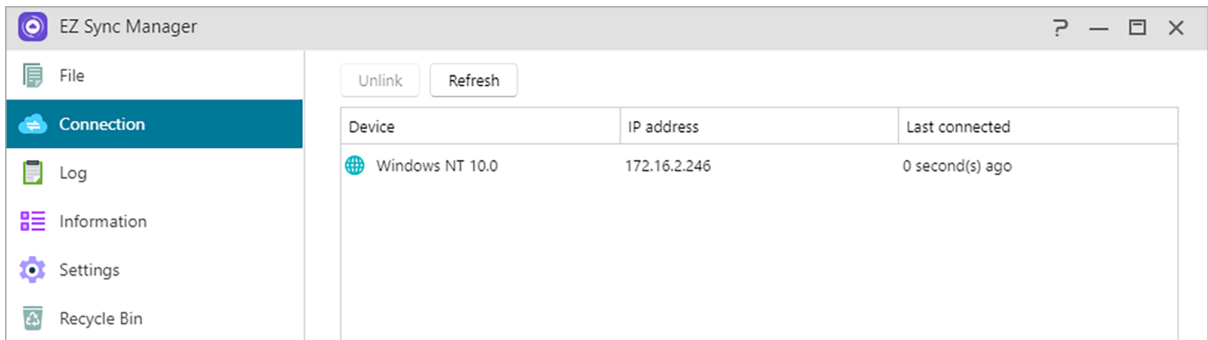 EZ Sync Manager
File
Connection
Log
Information
Settings
Recycle Bin
Unlink Refresh
Device IP address Last connected
Windows NT 10.0 172.16.2.246 0 second(s) ago